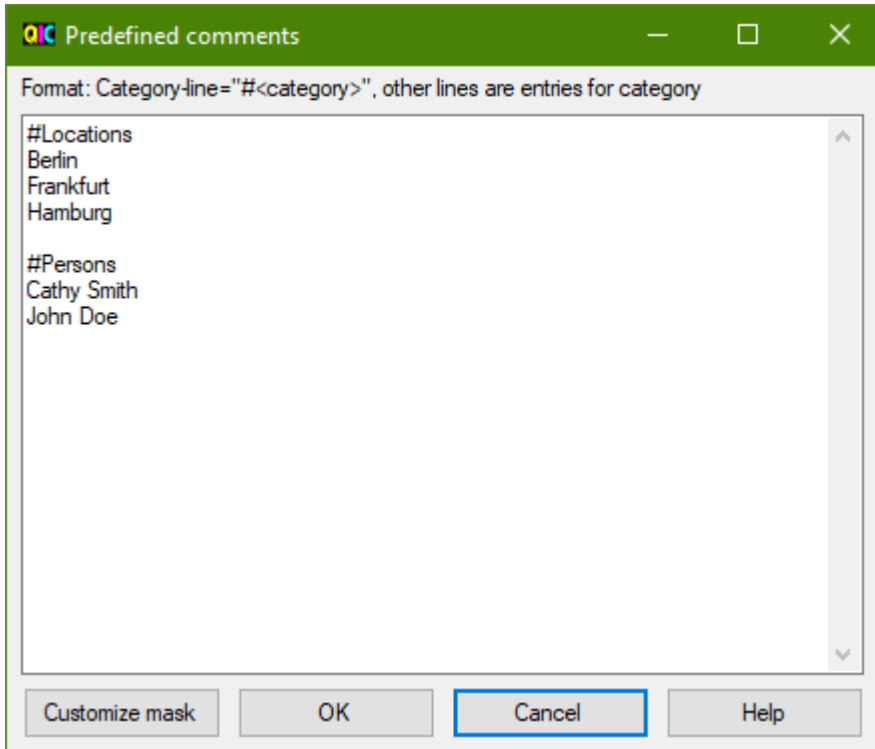 QIC Predefined comments
Format: Category-line="#<category>", other lines are entries for category
#Locations
Berlin
Frankfurt
Hamburg
#Persons
Cathy Smith
John Doe
Customize mask OK Cancel Help